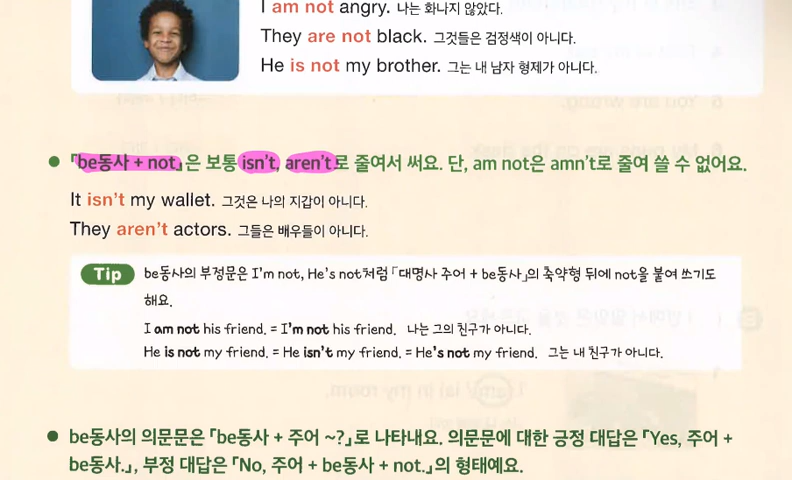 I am not angry. 나는 화나지 않았다.
They are not black. 그것들은 검정색이 아니다.
He is not my brother. 그는 내 남자 형제가 아니다.
● 「be동사 + not」은 보통 isn't, aren't로 줄여서 써요. 단, am not은 amn't로 줄여 쓸 수 없어요.
It isn't my wallet. 그것은 나의 지갑이 아니다.
They aren't actors. 그들은 배우들이 아니다.
Tip be동사의 부정문은 I'm not, He's not처럼 「대명사 주어 + be동사」의 축약형 뒤에 not을 붙여 쓰기도
해요.
I am not his friend. = I'm not his friend. 나는 그의 친구가 아니다.
He is not my friend. = He isn't my friend. = He's not my friend. 그는 내 친구가 아니다.
● be동사의 의문문은 「be동사 + 주어 ~?」로 나타내요. 의문문에 대한 긍정 대답은 「Yes, 주어 +
be동사.」, 부정 대답은 「No, 주어 + be동사 + not.」의 형태예요.